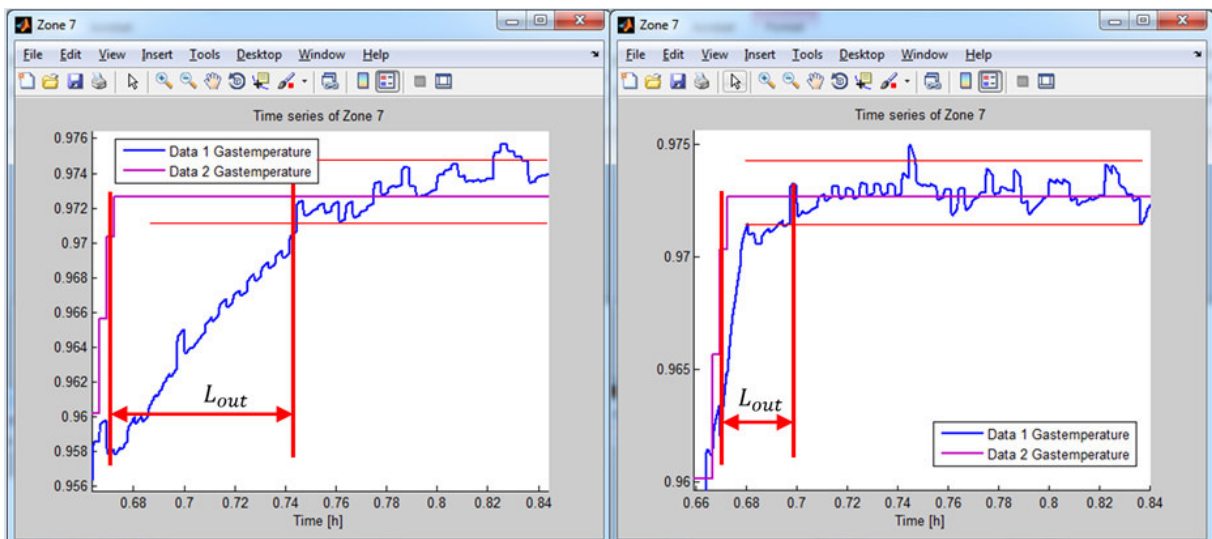 Zone 7
File Edit View Insert Tools Desktop Window Help
Time series of Zone 7
0.976
0.974
0.972
0.97
0.968
0.966
0.964
0.962
0.96
0.958
0.956
Data 1 Gastemperature
Data 2 Gastemperature
L_out
0.68 0.7 0.72 0.74 0.76 0.78 0.8 0.82 0.84
Time [h]
Zone 7
File Edit View Insert Tools Desktop Window Help
Time series of Zone 7
0.975
0.97
0.965
0.96
L_out
Data 1 Gastemperature
Data 2 Gastemperature
0.66 0.68 0.7 0.72 0.74 0.76 0.78 0.8 0.82 0.84
Time [h]